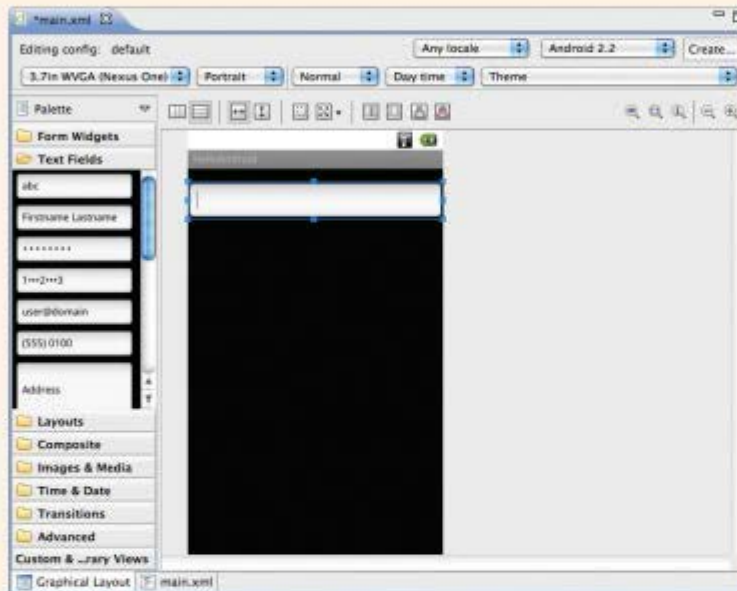 *main.xml
Editing config: default
Any locale
Android 2.2
Create...
3.7in WVGA (Nexus One)
Portrait
Normal
Day time
Theme
Palette
Form Widgets
Text Fields
abc
Firstname Lastname
••••••••
1•••2•••3
user@domain
(555) 0100
Address
Layouts
Composite
Images & Media
Time & Date
Transitions
Advanced
Custom & ...rary Views
Graphical Layout
main.xml